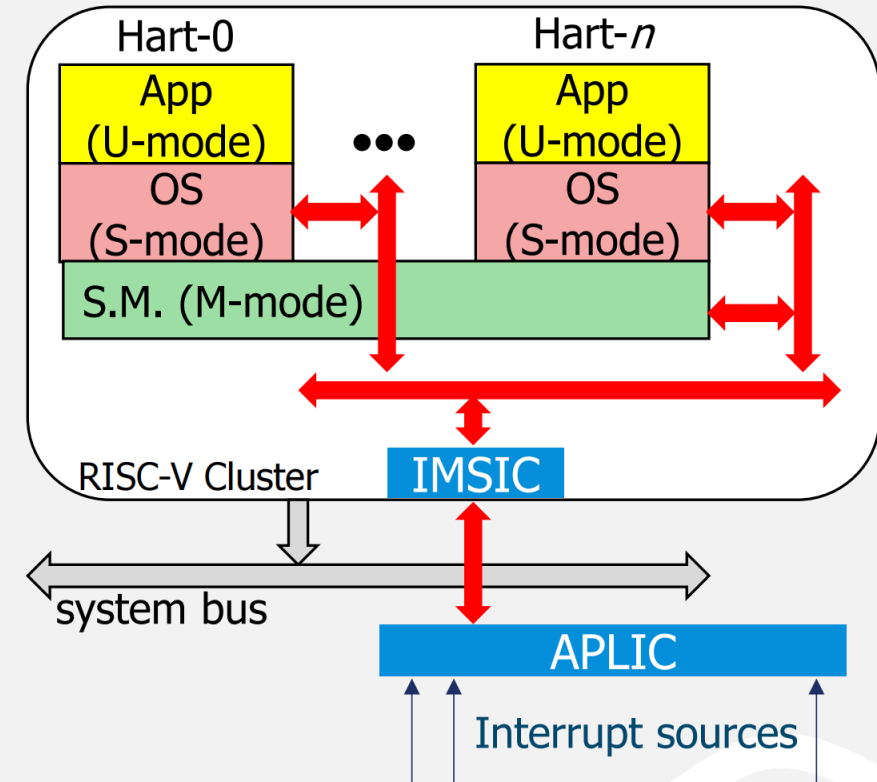 Hart-0
Hart-n
App
(U-mode)
•••
App
(U-mode)
OS
(S-mode)
OS
(S-mode)
S.M. (M-mode)
RISC-V Cluster
IMSIC
system bus
APLIC
Interrupt sources